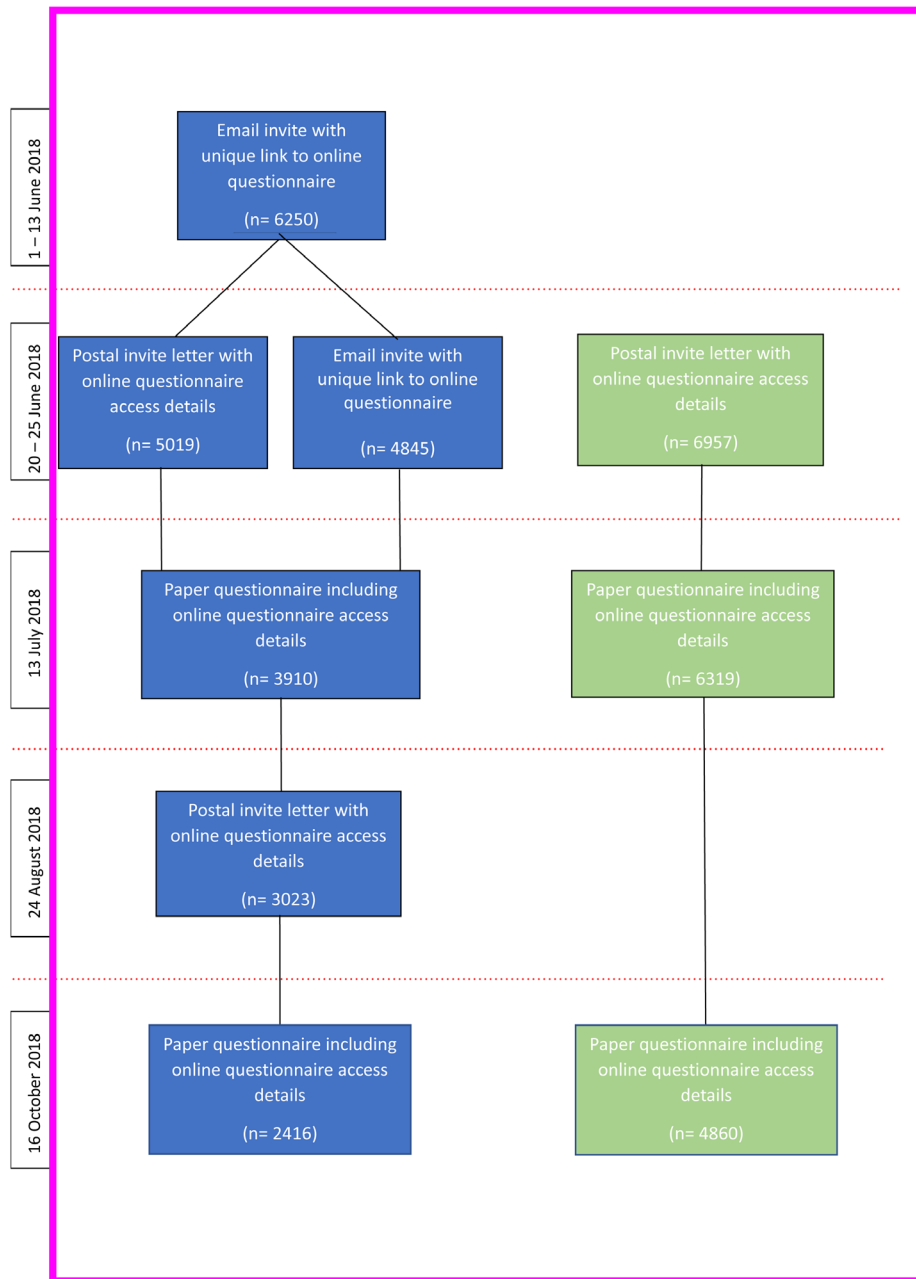 1 – 13 June 2018
Email invite with
unique link to online
questionnaire
(n= 6250)
20 – 25 June 2018
Postal invite letter with
online questionnaire
access details
(n= 5019)
Email invite with
unique link to online
questionnaire
(n= 4845)
Postal invite letter with
online questionnaire access
details
(n= 6957)
13 July 2018
Paper questionnaire including
online questionnaire access
details
(n= 3910)
Paper questionnaire including
online questionnaire access
details
(n= 6319)
24 August 2018
Postal invite letter with
online questionnaire access
details
(n= 3023)
16 October 2018
Paper questionnaire including
online questionnaire access
details
(n= 2416)
Paper questionnaire including
online questionnaire access
details
(n= 4860)